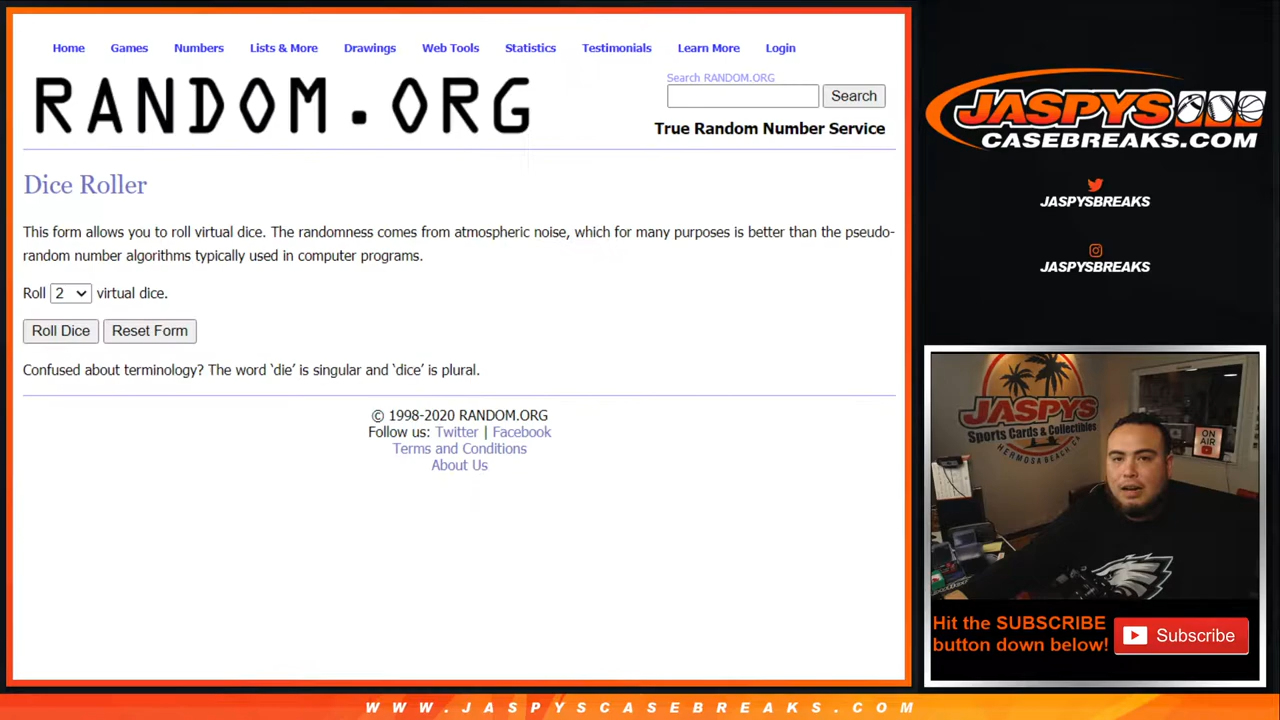 Home Games Numbers Lists & More Drawings Web Tools Statistics Testimonials Learn More Login
RANDOM.ORG
Search RANDOM.ORG
Search
True Random Number Service
Dice Roller
This form allows you to roll virtual dice. The randomness comes from atmospheric noise, which for many purposes is better than the pseudo-
random number algorithms typically used in computer programs.
Roll 2 virtual dice.
Roll Dice Reset Form
Confused about terminology? The word ‘die’ is singular and ‘dice’ is plural.
© 1998-2020 RANDOM.ORG
Follow us: Twitter | Facebook
Terms and Conditions
About Us
JASPYS
CASEBREAKS.COM
JASPYSBREAKS
JASPYSBREAKS
JASPYS
Sports Cards & Collectibles
HERMOSA BEACH CA
ON
AIR
Hit the SUBSCRIBE
button down below!
Subscribe
WWW.JASPYSCASEBREAKS.COM